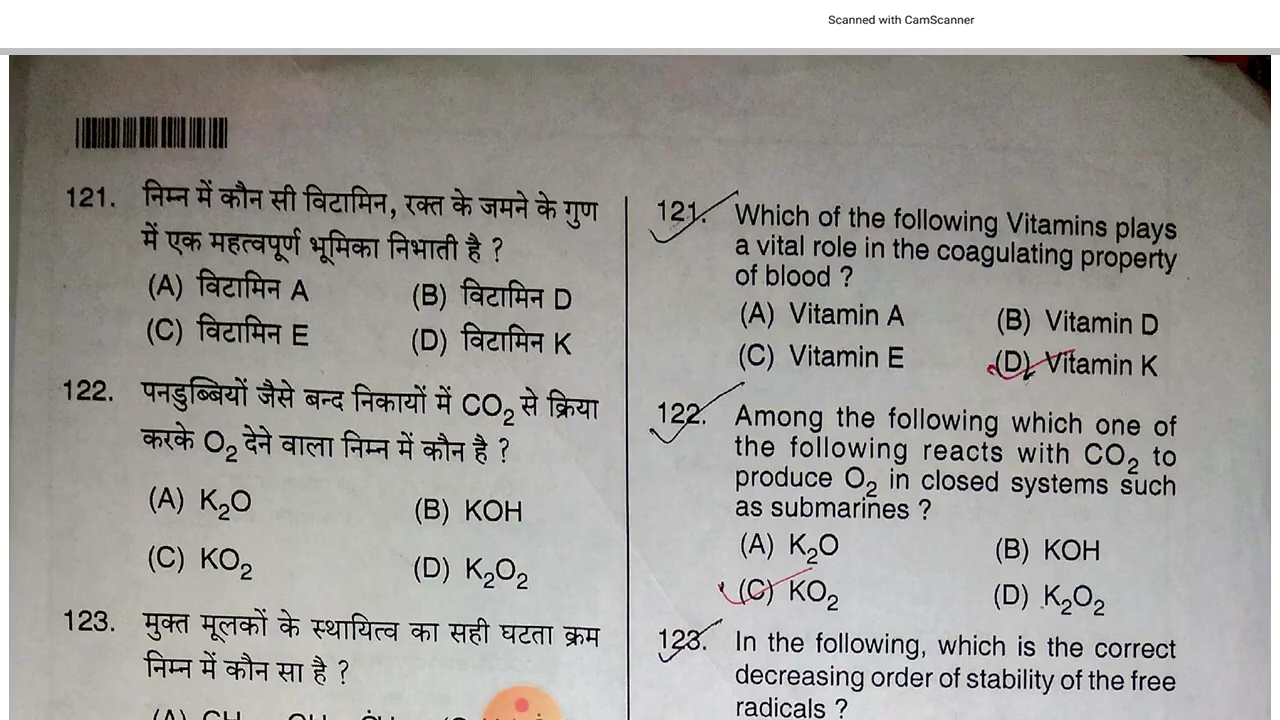 Scanned with CamScanner
121. निम्न में कौन सी विटामिन, रक्त के जमने के गुण
में एक महत्वपूर्ण भूमिका निभाती है ?
(A) विटामिन A (B) विटामिन D
(C) विटामिन E (D) विटामिन K
122. पनडुब्बियों जैसे बन्द निकायों में CO₂ से क्रिया
करके O₂ देने वाला निम्न में कौन है ?
(A) K₂O (B) KOH
(C) KO₂ (D) K₂O₂
123. मुक्त मूलकों के स्थायित्व का सही घटता क्रम
निम्न में कौन सा है ?
121. Which of the following Vitamins plays
a vital role in the coagulating property
of blood ?
(A) Vitamin A (B) Vitamin D
(C) Vitamin E (D) Vitamin K
122. Among the following which one of
the following reacts with CO₂ to
produce O₂ in closed systems such
as submarines ?
(A) K₂O (B) KOH
(C) KO₂ (D) K₂O₂
123. In the following, which is the correct
decreasing order of stability of the free
radicals ?